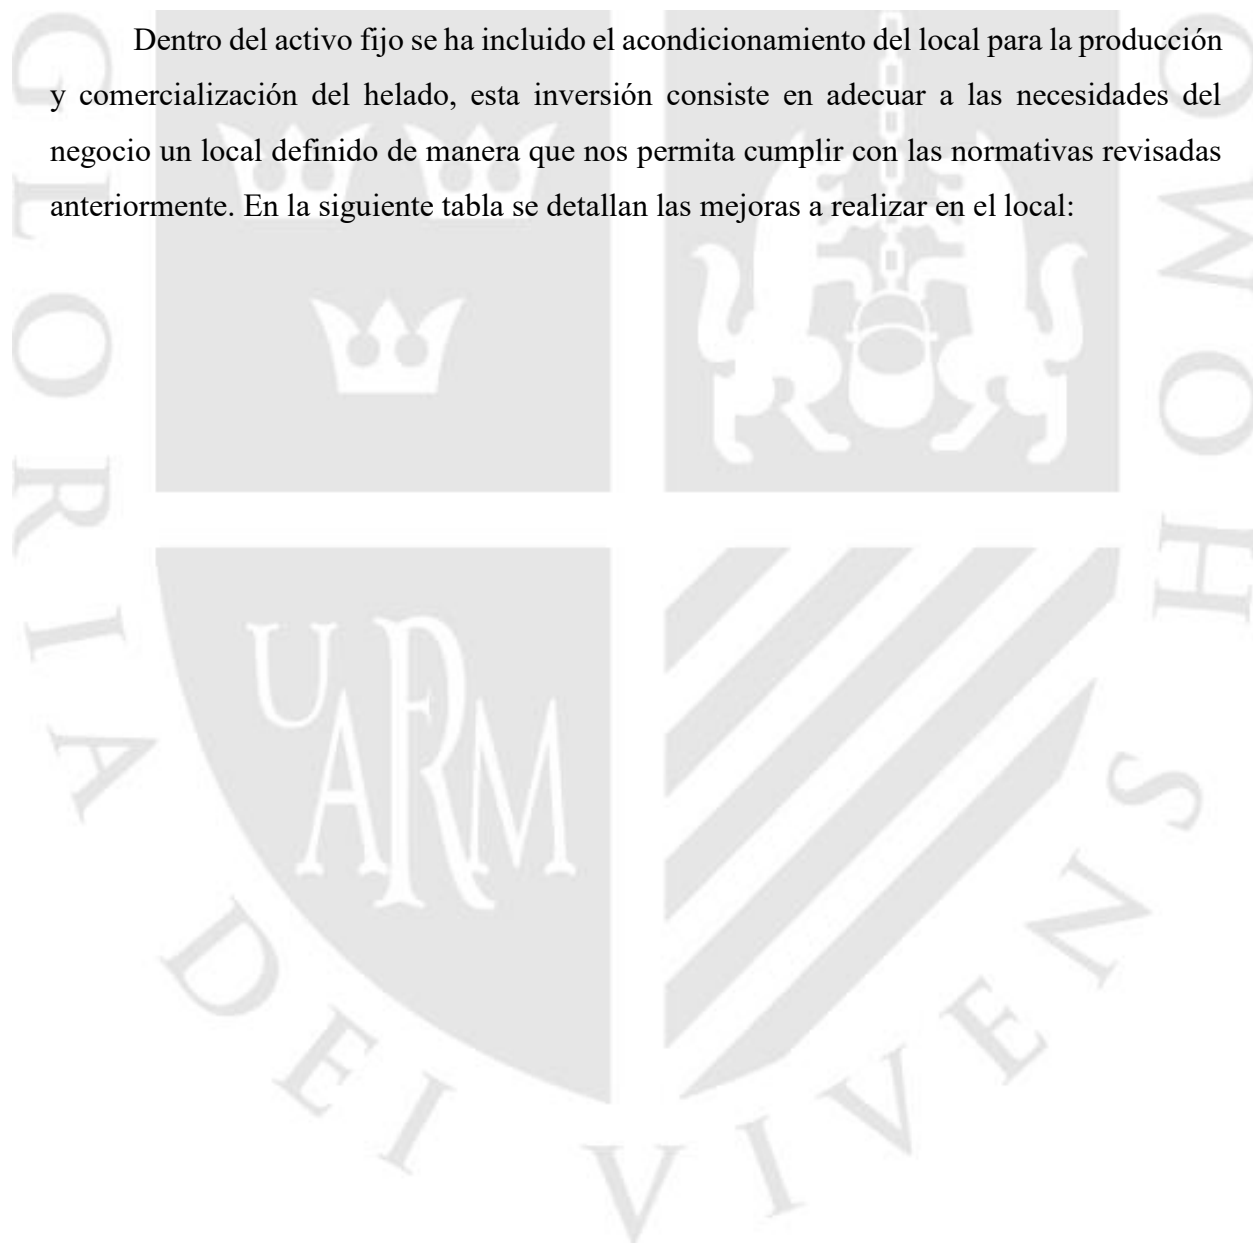 Dentro del activo fijo se ha incluido el acondicionamiento del local para la producción
y comercialización del helado, esta inversión consiste en adecuar a las necesidades del
negocio un local definido de manera que nos permita cumplir con las normativas revisadas
anteriormente. En la siguiente tabla se detallan las mejoras a realizar en el local:
GLORIA DEI VIVENS HOMO
UARM